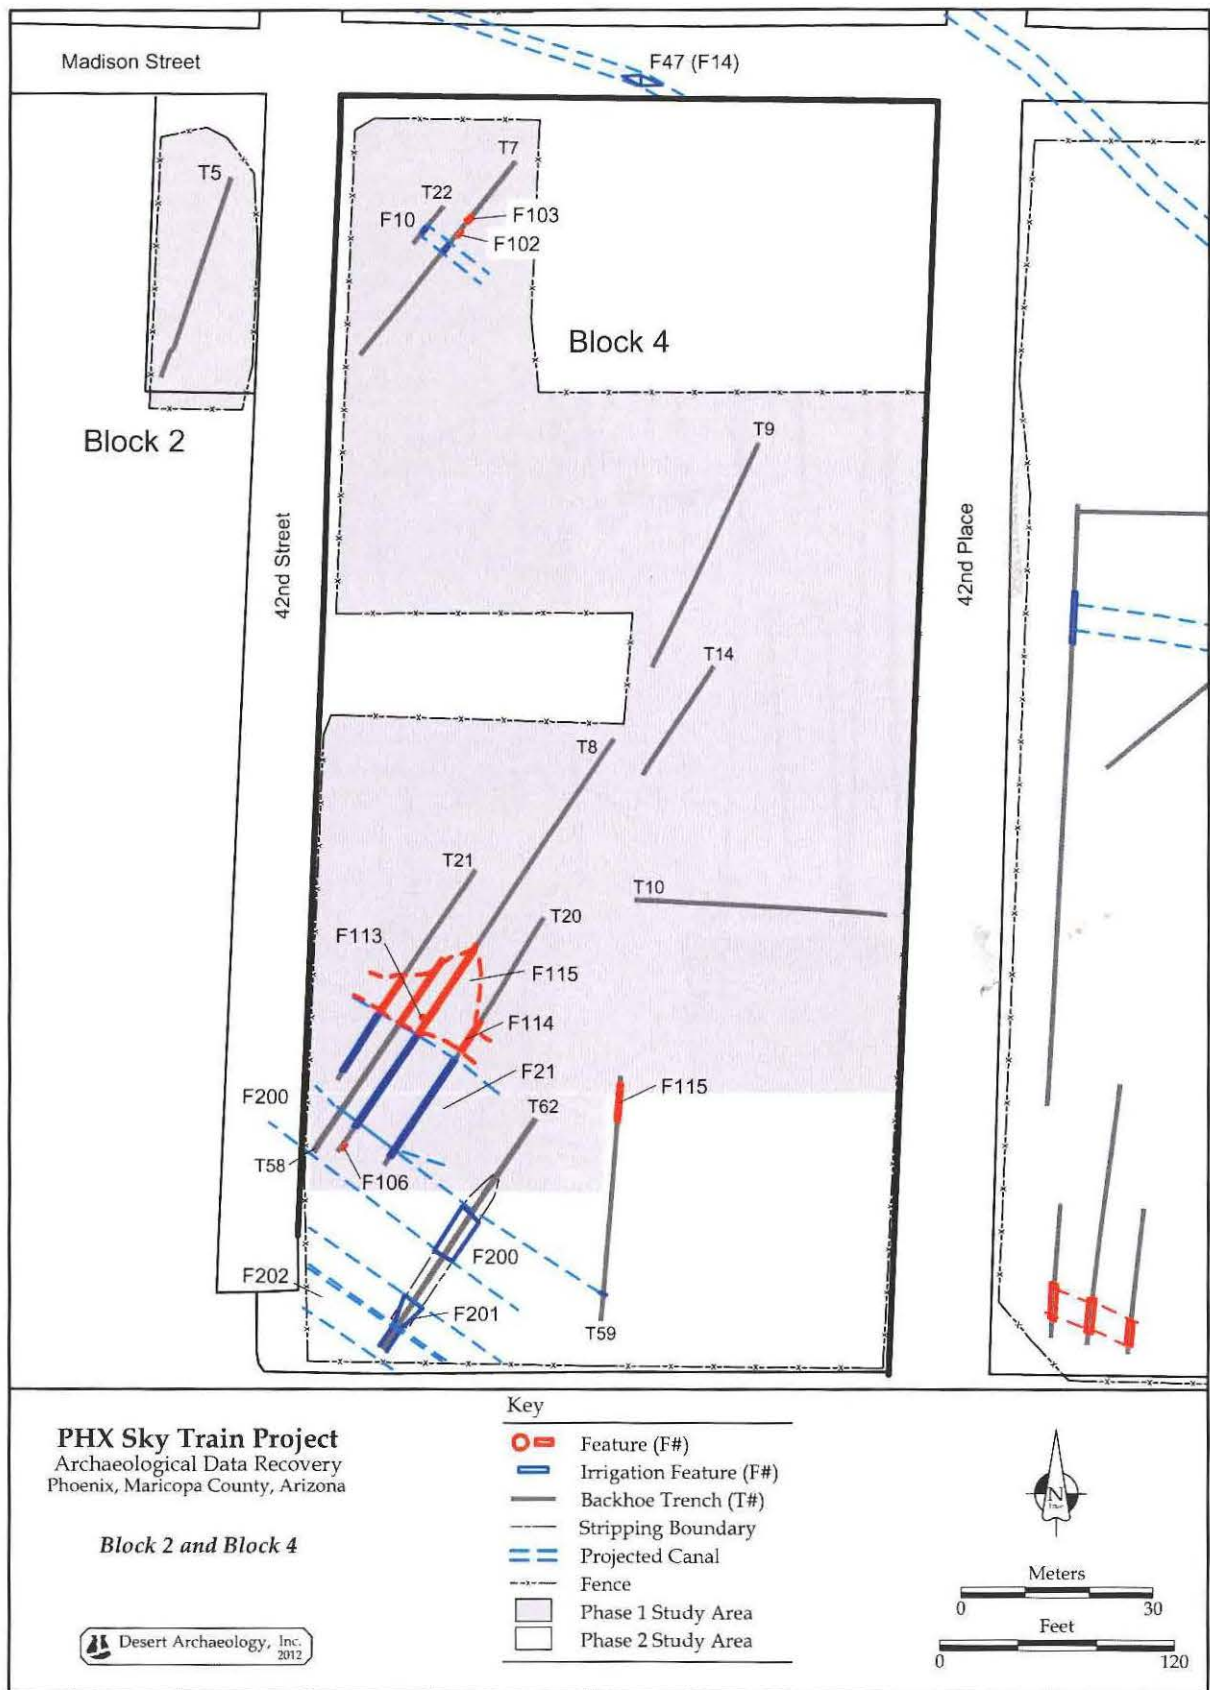 Madison Street
F47 (F14)
T5
T7
T22
F10
F103
F102
Block 4
Block 2
T9
42nd Street
42nd Place
T14
T8
T21
T10
T20
F113
F115
F114
F21
F200
T62
F115
T58
F106
F200
F202
F201
T59
PHX Sky Train Project
Archaeological Data Recovery
Phoenix, Maricopa County, Arizona
Block 2 and Block 4
Desert Archaeology, Inc.
2012
Key
Feature (F#)
Irrigation Feature (F#)
Backhoe Trench (T#)
Stripping Boundary
Projected Canal
Fence
Phase 1 Study Area
Phase 2 Study Area
N
Meters
0 30
Feet
0 120